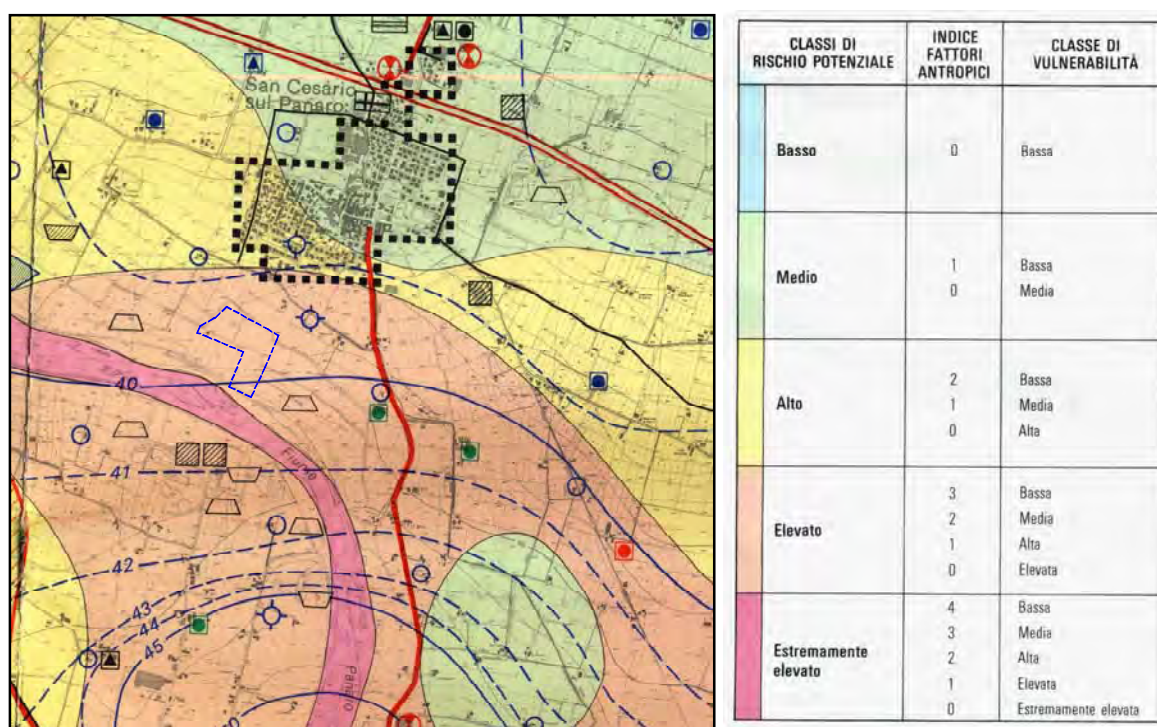 San Cesário
sul Panaro
40
41
Fiume
42
43
44
45
Panaro
CLASSI DI
RISCHIO POTENZIALE
INDICE
FATTORI
ANTROPICI
CLASSE DI
VULNERABILITÀ
Basso
0 Bassa
Medio
1 Bassa
0 Media
Alto
2 Bassa
1 Media
0 Alta
Elevato
3 Bassa
2 Media
1 Alta
0 Elevata
Estremamente
elevato
4 Bassa
3 Media
2 Alta
1 Elevata
0 Estremamente elevata